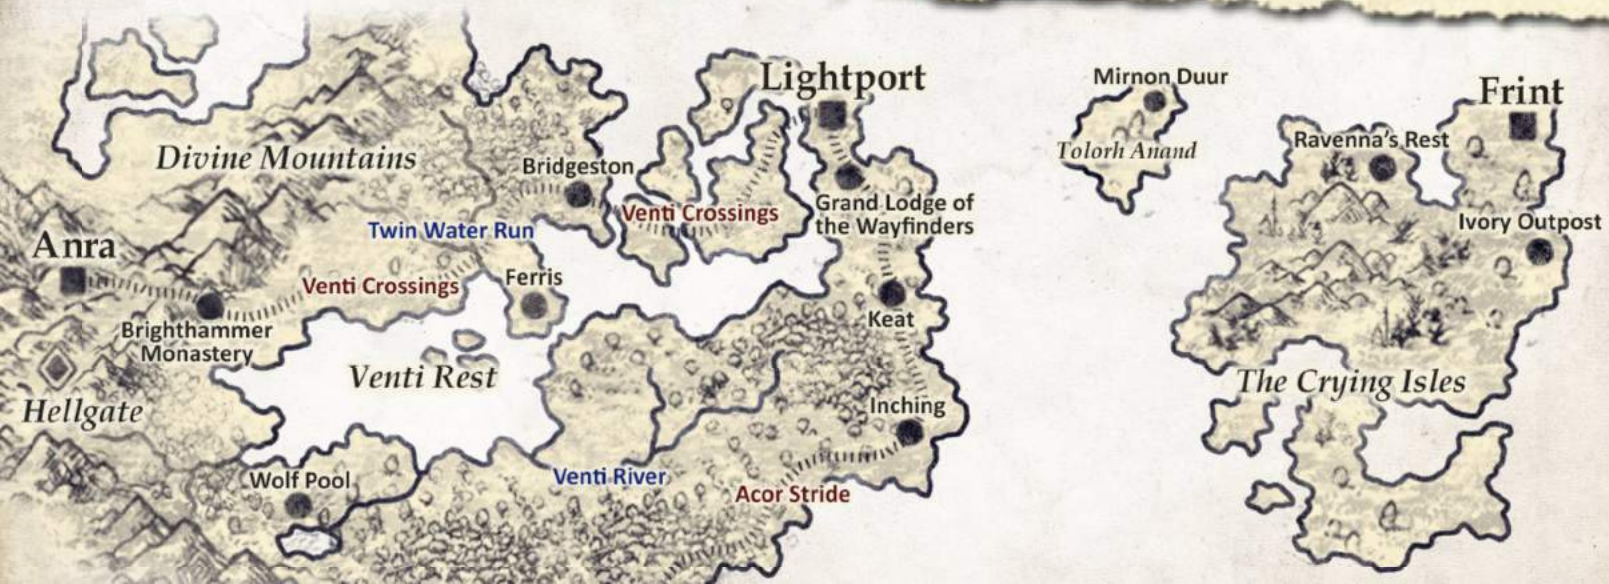 Lightport
Mirnon Duur
Frint
Divine Mountains
Bridgeston
Tolorh Anand
Ravenna's Rest
Grand Lodge of
the Wayfinders
Venti Crossings
Twin Water Run
Ivory Outpost
Anra
Ferris
Venti Crossings
Keat
Brighthammer
Monastery
Venti Rest
The Crying Isles
Hellgate
Inching
Wolf Pool
Venti River
Acor Stride